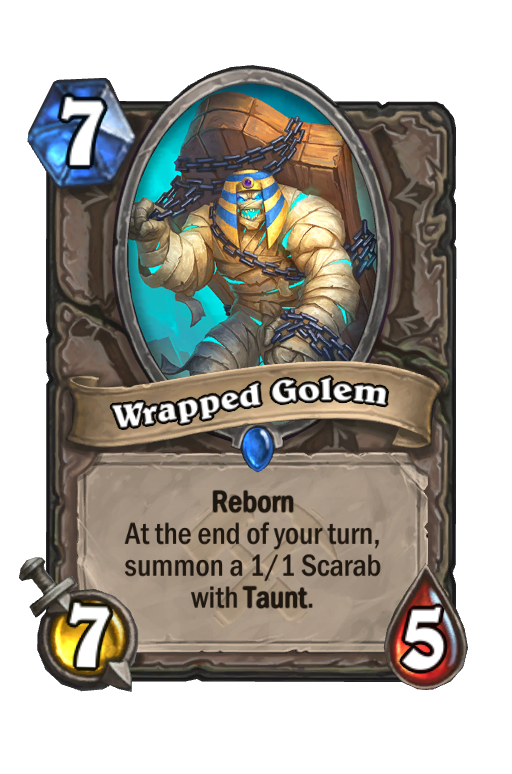 7
Wrapped Golem
Reborn
At the end of your turn,
summon a 1/1 Scarab
with Taunt.
7
5